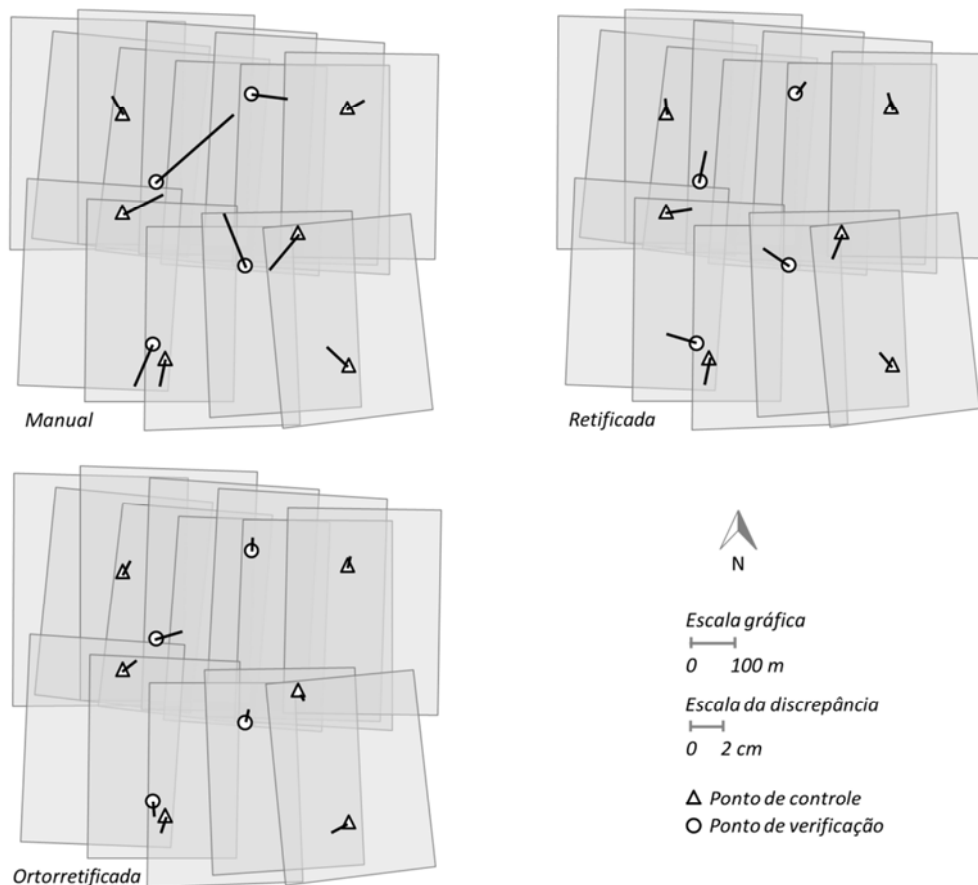 Manual
Retificada
Ortorretificada
N
Escala gráfica
0 100 m
Escala da discrepância
0 2 cm
Ponto de controle
Ponto de verificação